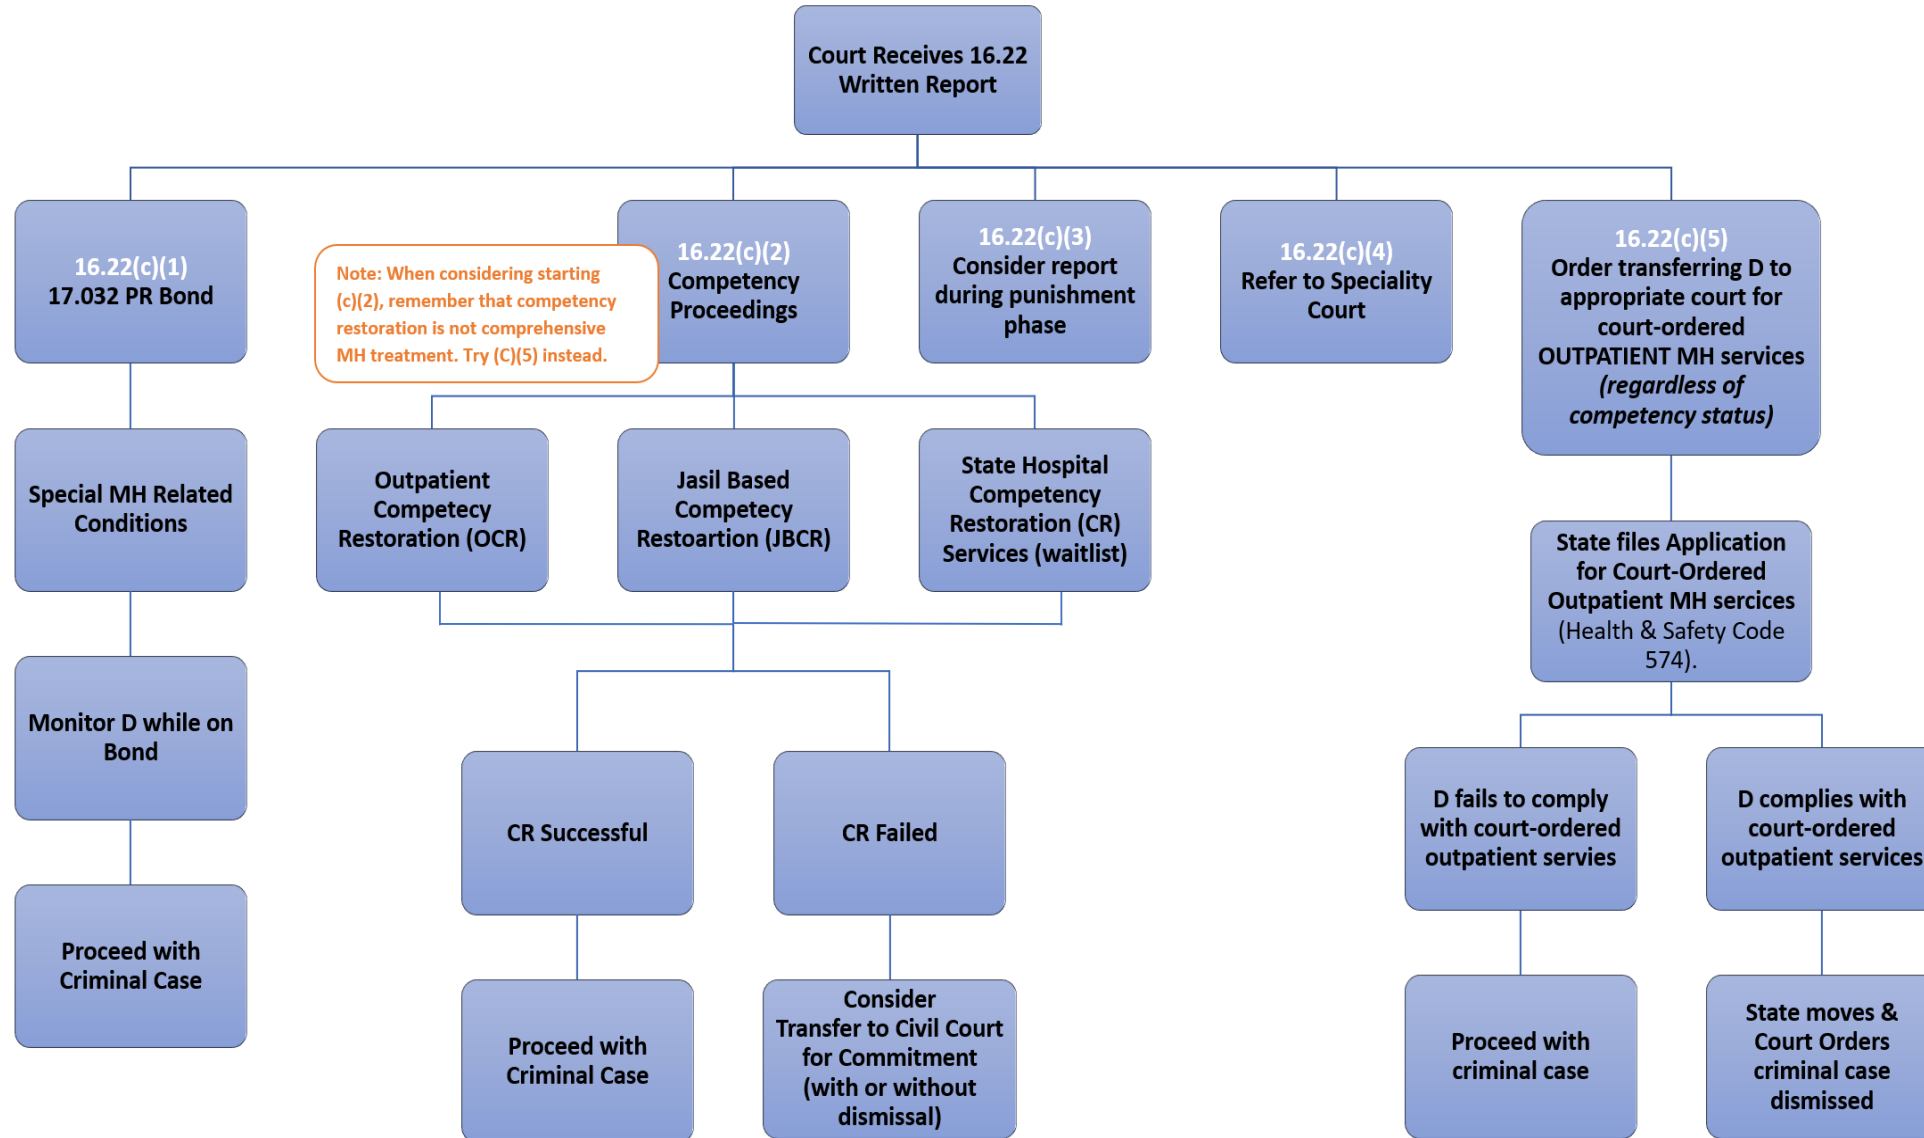 Court Receives 16.22
Written Report
16.22(c)(1)
17.032 PR Bond
Note: When considering starting
(c)(2), remember that competency
restoration is not comprehensive
MH treatment. Try (C)(5) instead.
16.22(c)(2)
Competency
Proceedings
16.22(c)(3)
Consider report
during punishment
phase
16.22(c)(4)
Refer to Speciality
Court
16.22(c)(5)
Order transferring D to
appropriate court for
court-ordered
OUTPATIENT MH services
(regardless of
competency status)
Special MH Related
Conditions
Outpatient
Competecy
Restoration (OCR)
Jasil Based
Competecy
Restoartion (JBCR)
State Hospital
Competency
Restoration (CR)
Services (waitlist)
State files Application
for Court-Ordered
Outpatient MH sercices
(Health & Safety Code
574).
Monitor D while on
Bond
CR Successful
CR Failed
D fails to comply
with court-ordered
outpatient servies
D complies with
court-ordered
outpatient services
Proceed with
Criminal Case
Proceed with
Criminal Case
Consider
Transfer to Civil Court
for Commitment
(with or without
dismissal)
Proceed with
criminal case
State moves &
Court Orders
criminal case
dismissed